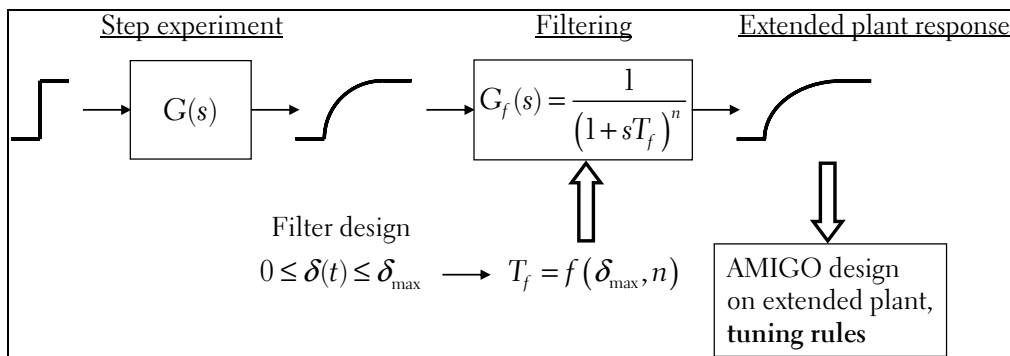 Step experiment
Filtering
Extended plant response
G(s)
G_f(s) = 1 / (1 + sT_f)^n
Filter design
0 ≤ δ(t) ≤ δ_max
T_f = f(δ_max, n)
AMIGO design
on extended plant,
tuning rules